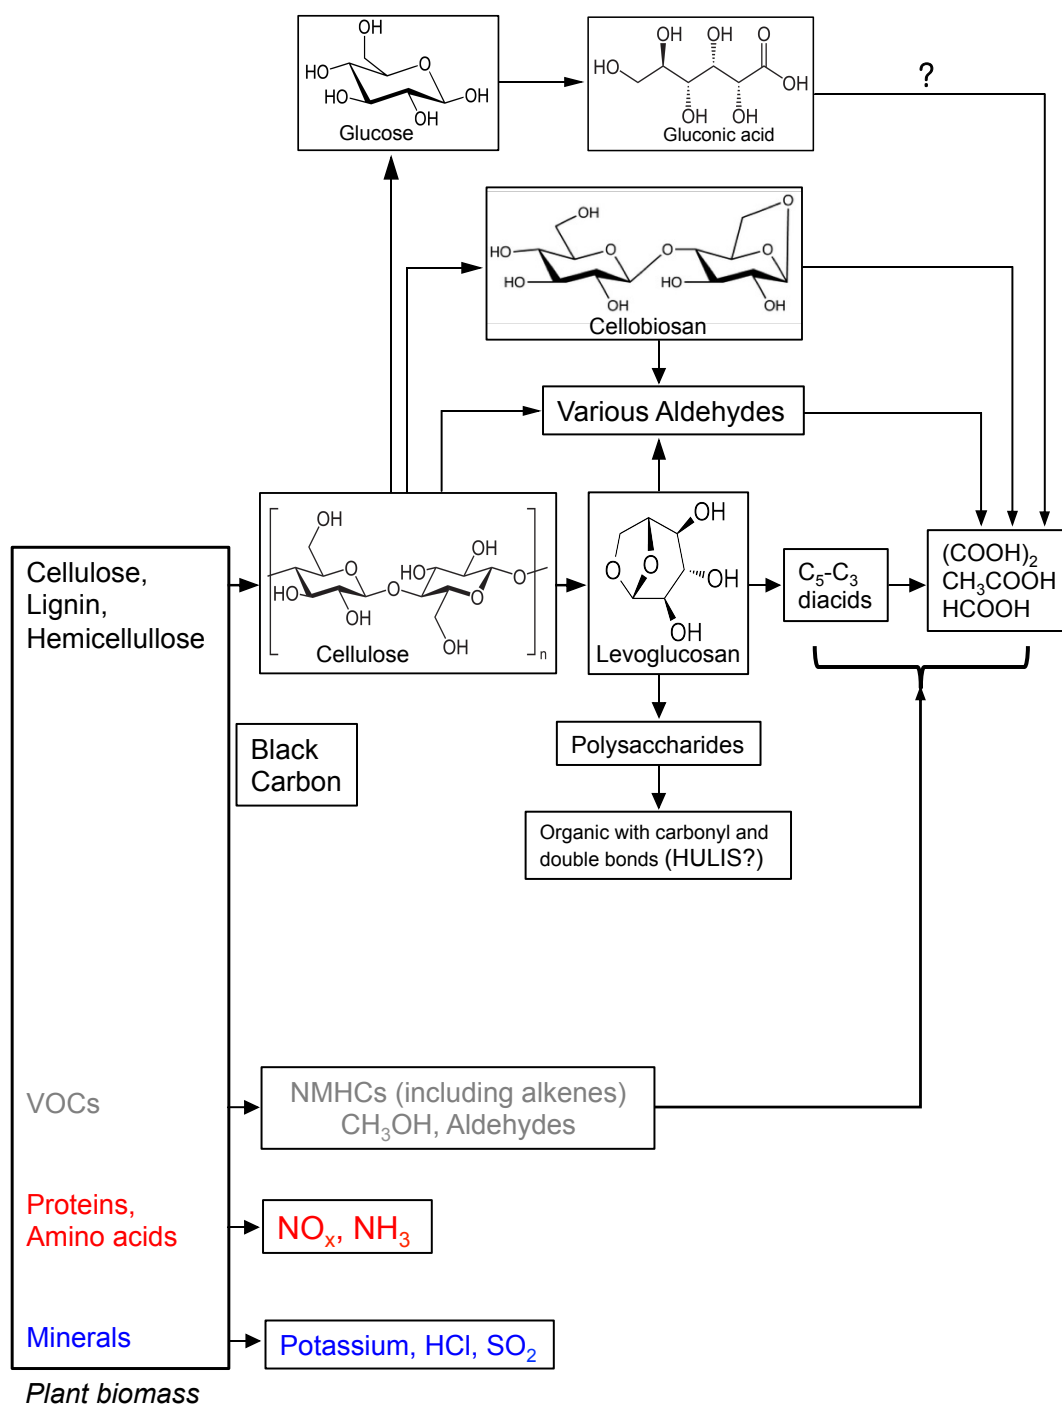 OH
O
HO
HO
OH
OH
Glucose
OH
OH
O
HO
OH
OH
OH
Gluconic acid
?
OH
O
HO
HO
OH
O
O
O
HO
OH
Cellobiosan
Various Aldehydes
OH
O
HO
OH
O
OH
HO
O
OH
O
n
Cellulose
OH
O
O
OH
OH
Levoglucosan
C5-C3
diacids
(COOH)2
CH3COOH
HCOOH
Cellulose,
Lignin,
Hemicellullose
Black
Carbon
Polysaccharides
Organic with carbonyl and
double bonds (HULIS?)
VOCs
NMHCs (including alkenes)
CH3OH, Aldehydes
Proteins,
Amino acids
NOx, NH3
Minerals
Potassium, HCl, SO2
Plant biomass